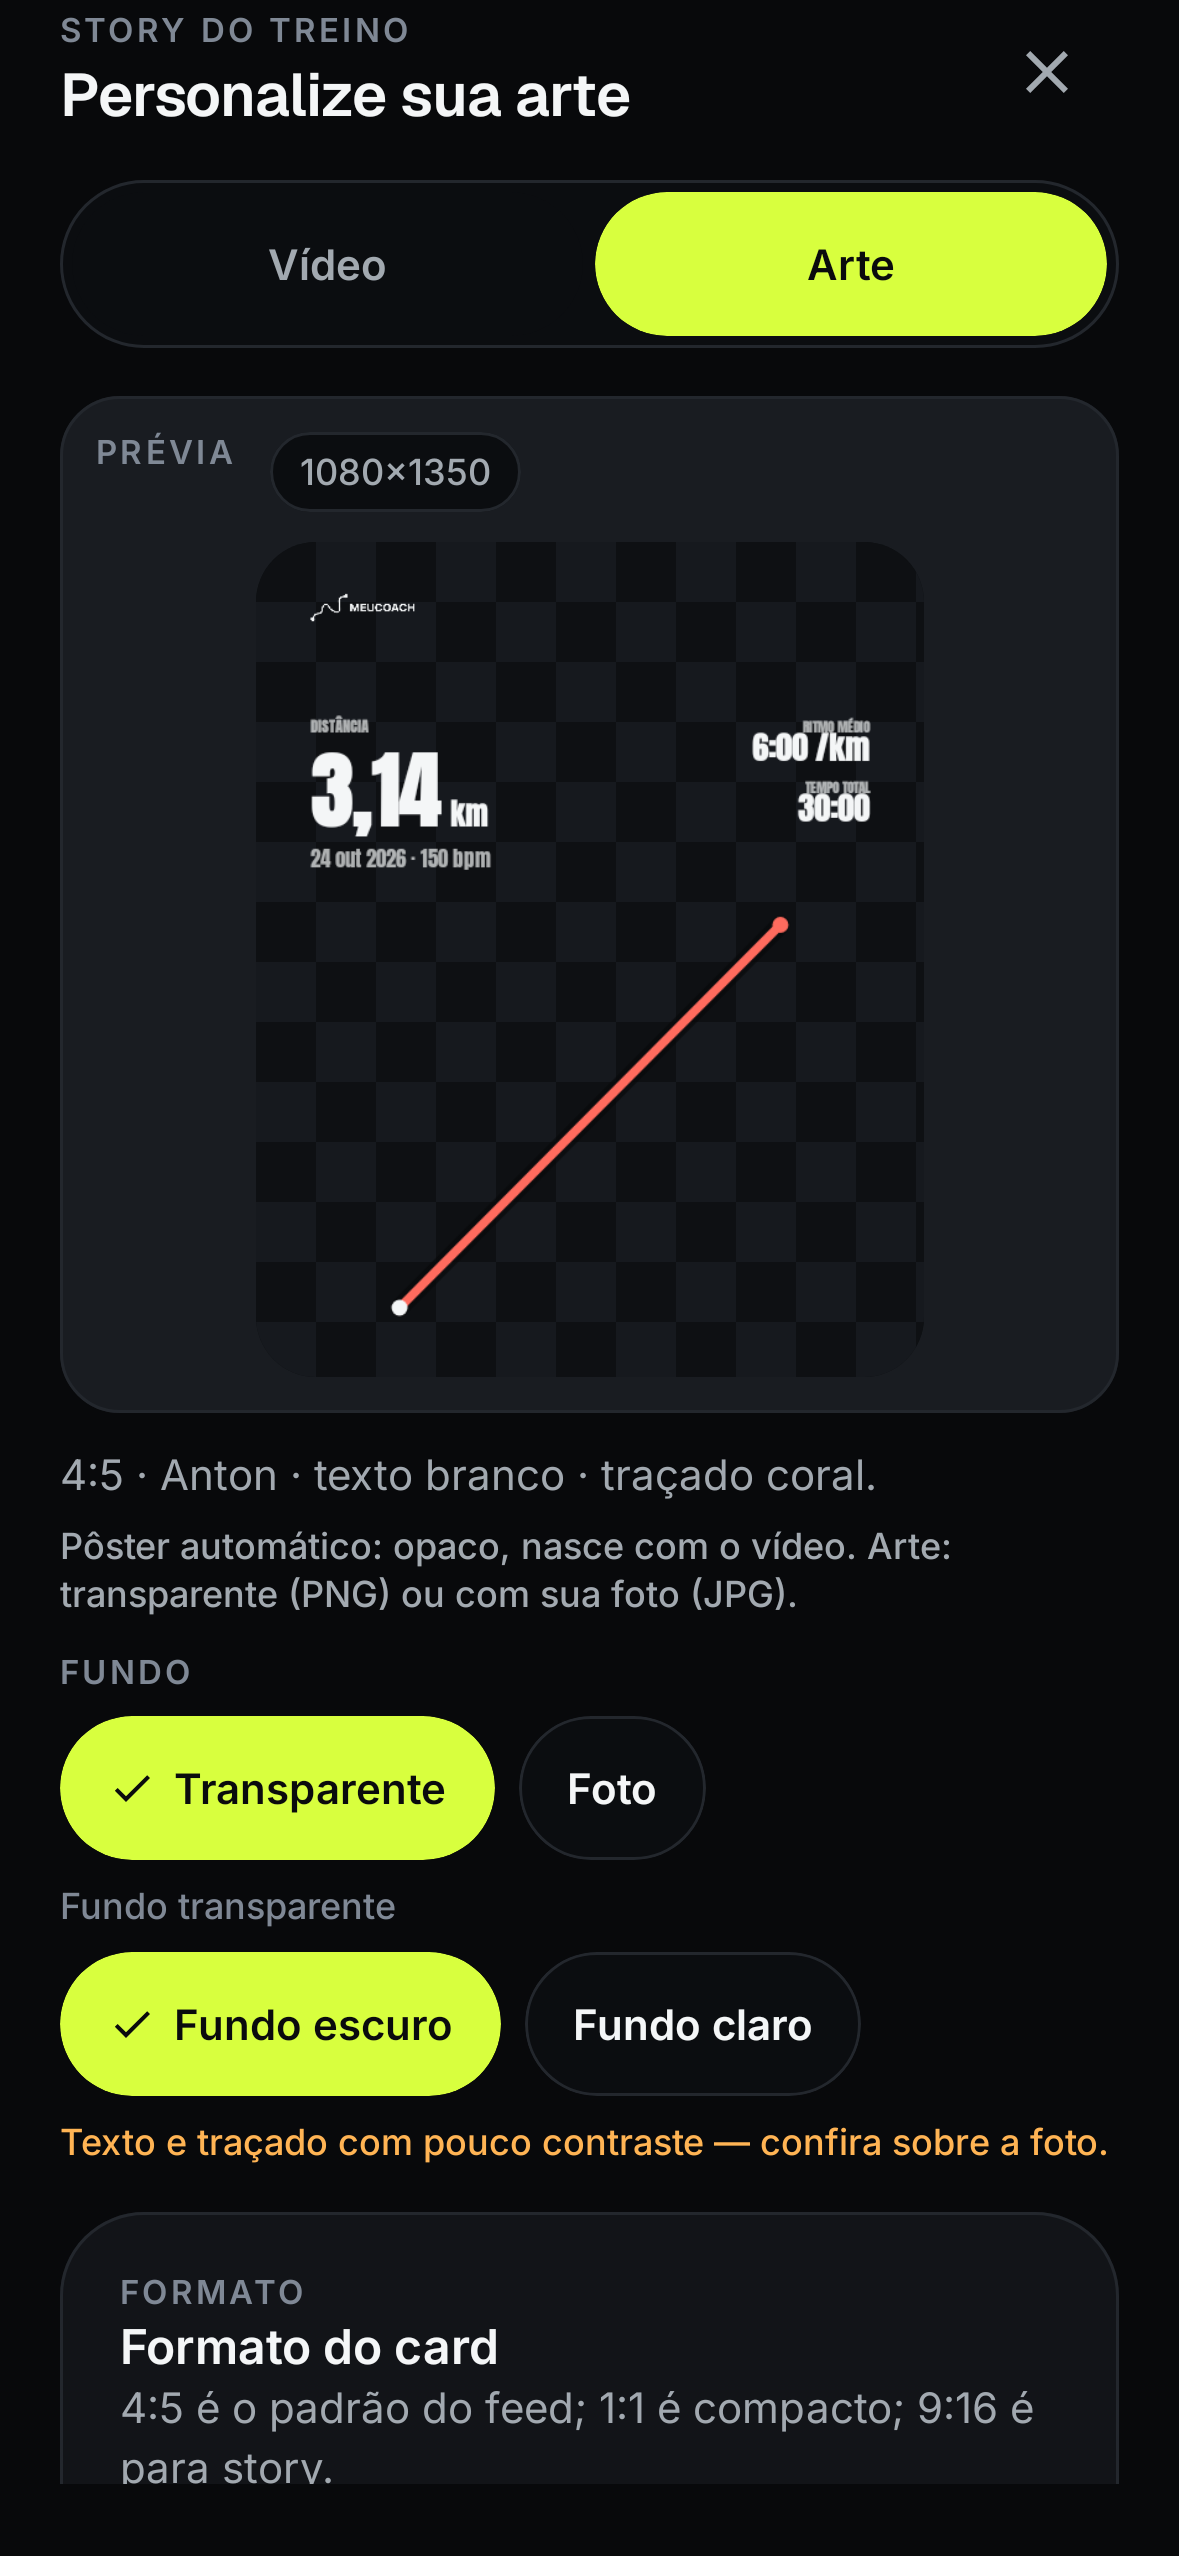 STORY DO TREINO
Personalize sua arte
Vídeo
Arte
PRÉVIA
1080×1350
MEUCOACH
DISTÂNCIA
3,14 km
24 out 2026 · 150 bpm
RITMO MÉDIO
6:00 /km
TEMPO TOTAL
30:00
4:5 · Anton · texto branco · traçado coral.
Pôster automático: opaco, nasce com o vídeo. Arte:
transparente (PNG) ou com sua foto (JPG).
FUNDO
Transparente
Foto
Fundo transparente
Fundo escuro
Fundo claro
Texto e traçado com pouco contraste — confira sobre a foto.
FORMATO
Formato do card
4:5 é o padrão do feed; 1:1 é compacto; 9:16 é
para story.